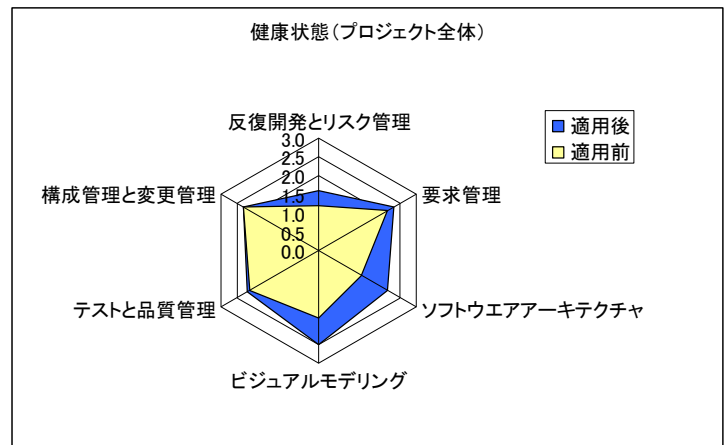 健康状態(プロジェクト全体)
反復開発とリスク管理
適用後
適用前
3.0
2.5
2.0
1.5
1.0
0.5
0.0
構成管理と変更管理
要求管理
テストと品質管理
ソフトウエアアーキテクチャ
ビジュアルモデリング